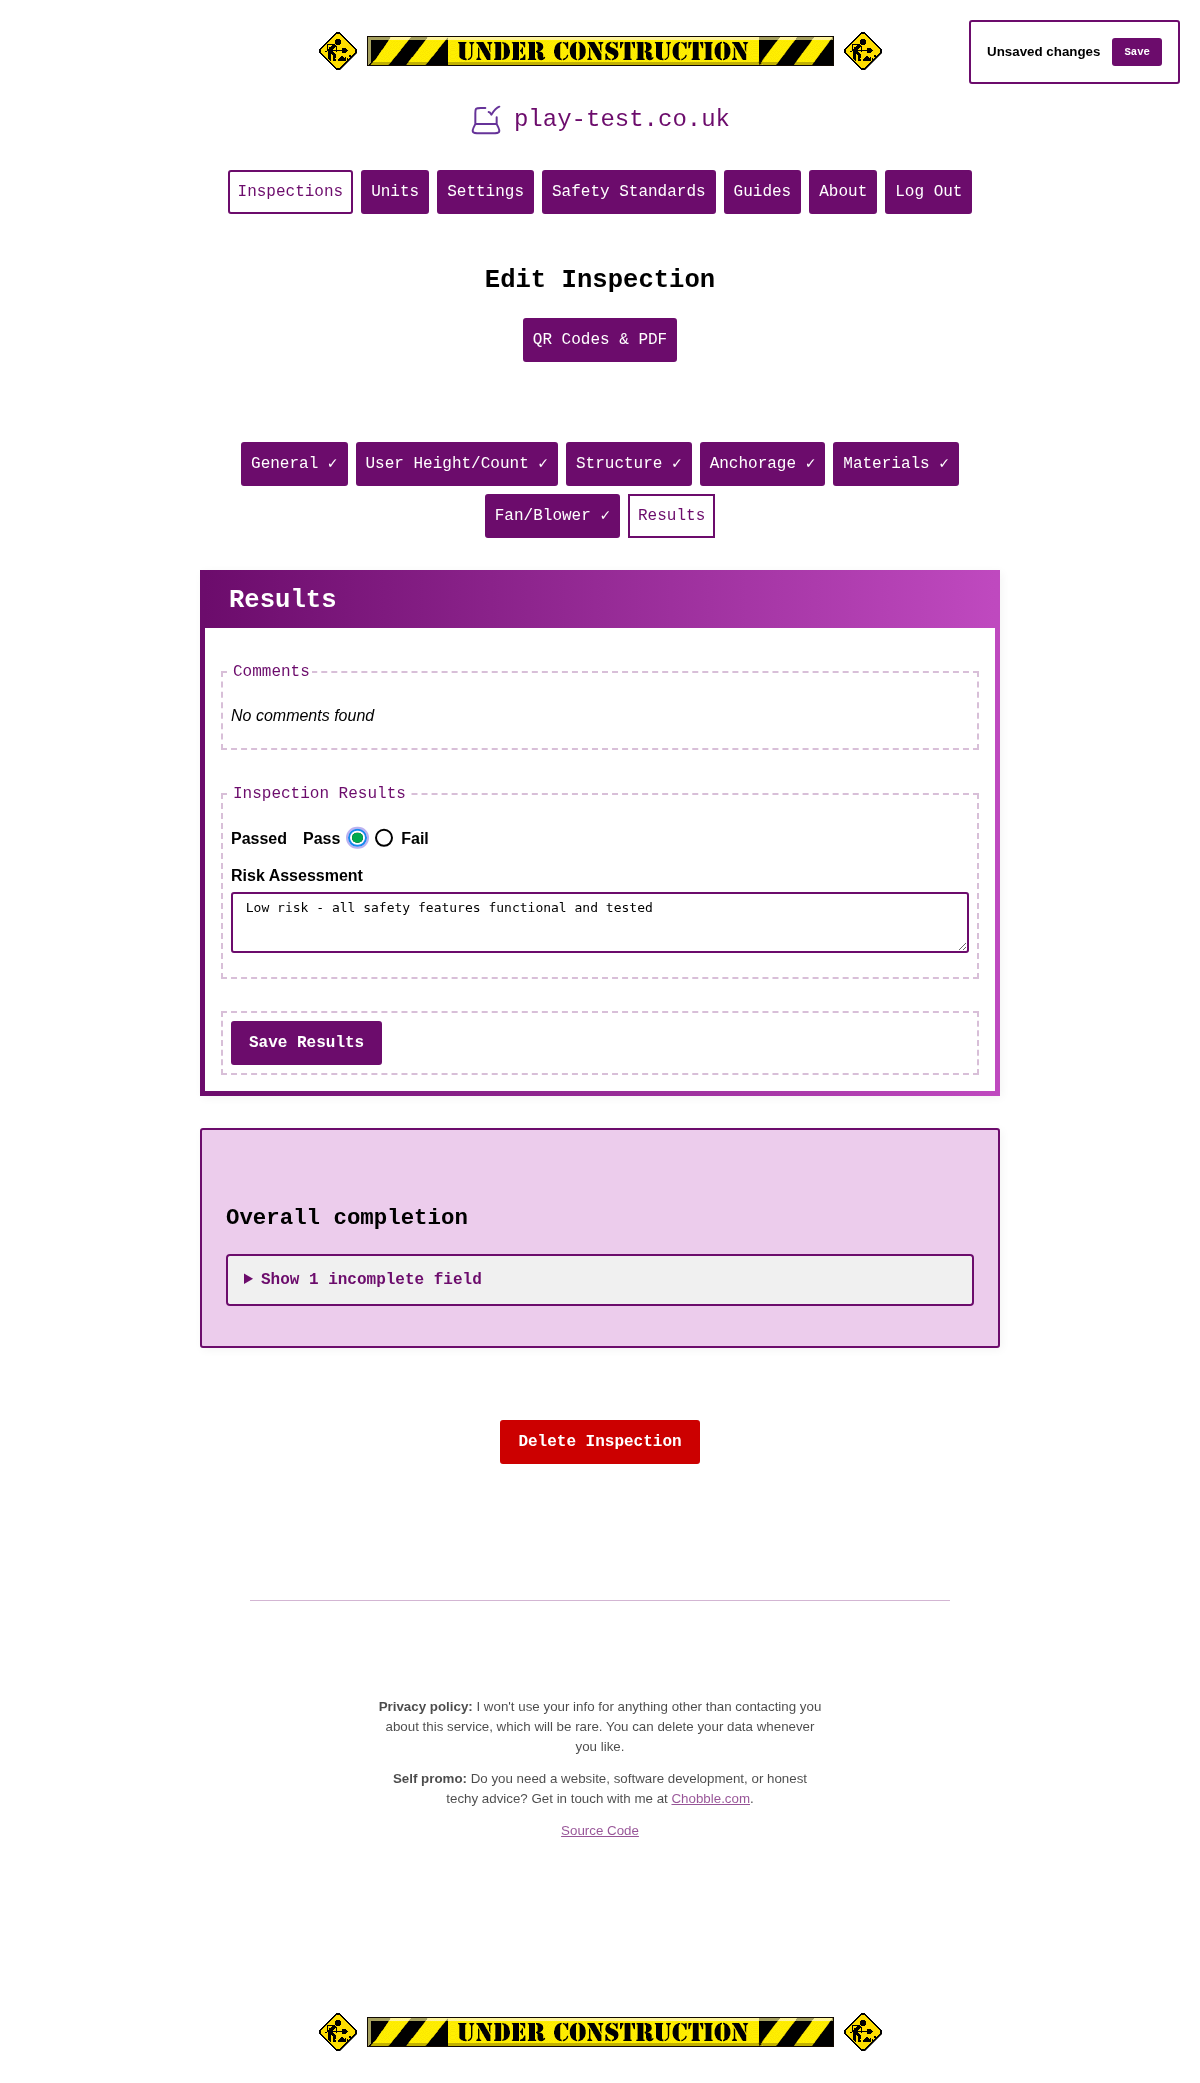 UNDER CONSTRUCTION
Unsaved changes Save
play-test.co.uk
Inspections Units Settings Safety Standards Guides About Log Out
Edit Inspection
QR Codes & PDF
General ✓ User Height/Count ✓ Structure ✓ Anchorage ✓ Materials ✓
Fan/Blower ✓ Results
Results
Comments
No comments found
Inspection Results
Passed Pass Fail
Risk Assessment
Low risk - all safety features functional and tested
Save Results
Overall completion
Show 1 incomplete field
Delete Inspection
Privacy policy: I won't use your info for anything other than contacting you
about this service, which will be rare. You can delete your data whenever
you like.
Self promo: Do you need a website, software development, or honest
techy advice? Get in touch with me at Chobble.com.
Source Code
UNDER CONSTRUCTION